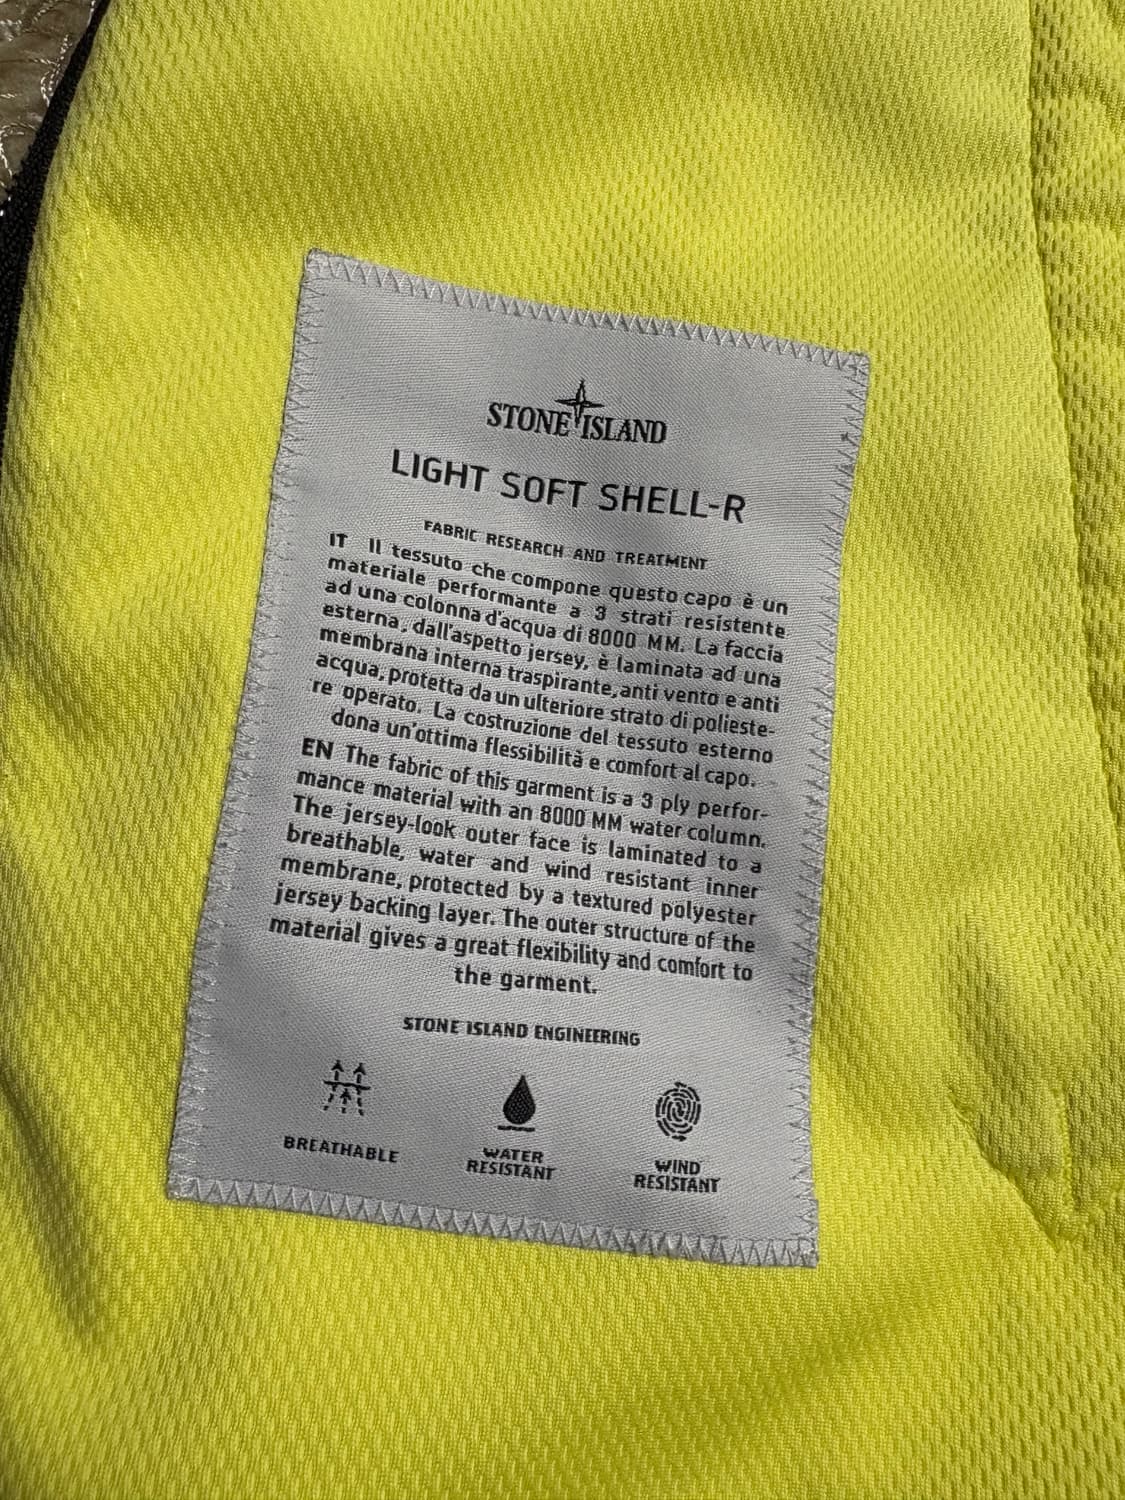 STONE ISLAND
LIGHT SOFT SHELL-R
FABRIC RESEARCH AND TREATMENT
IT Il tessuto che compone questo capo è un
materiale performante a 3 strati resistente
ad una colonna d'acqua di 8000 MM. La faccia
esterna, dall'aspetto jersey, è laminata ad una
membrana interna traspirante, anti vento e anti
acqua, protetta da un ulteriore strato di polieste-
re operato. La costruzione del tessuto esterno
dona un'ottima flessibilità e comfort al capo.
EN The fabric of this garment is a 3 ply perfor-
mance material with an 8000 MM water column.
The jersey-look outer face is laminated to a
breathable, water and wind resistant inner
membrane, protected by a textured polyester
jersey backing layer. The outer structure of the
material gives a great flexibility and comfort to
the garment.
STONE ISLAND ENGINEERING
BREATHABLE
WATER
RESISTANT
WIND
RESISTANT